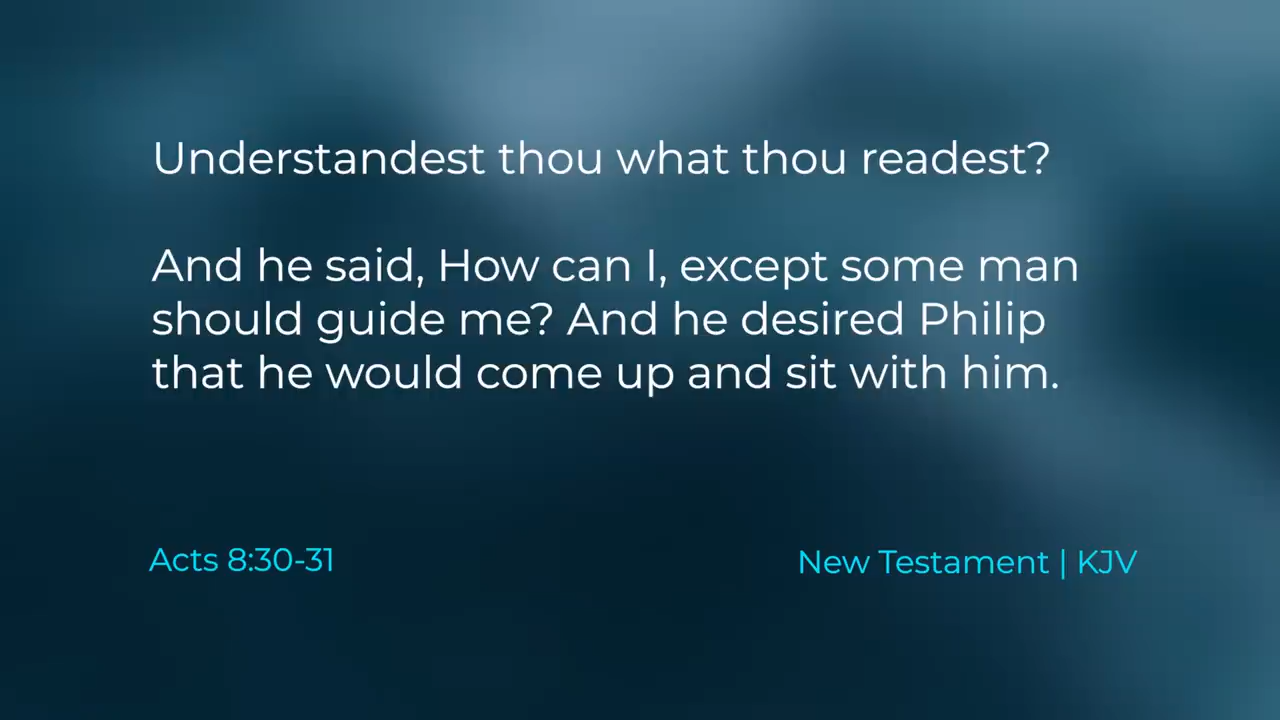 Understandest thou what thou readest?
And he said, How can I, except some man
should guide me? And he desired Philip
that he would come up and sit with him.
Acts 8:30-31
New Testament | KJV